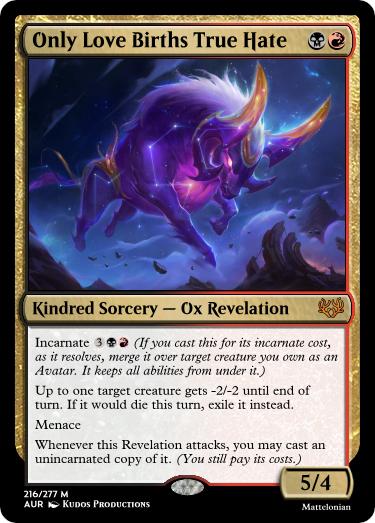 Only Love Births True Hate
Kindred Sorcery — Ox Revelation
Incarnate 3 (If you cast this for its incarnate cost,
as it resolves, merge it over target creature you own as an
Avatar. It keeps all abilities from under it.)
Up to one target creature gets -2/-2 until end of
turn. If it would die this turn, exile it instead.
Menace
Whenever this Revelation attacks, you may cast an
unincarnated copy of it. (You still pay its costs.)
5/4
216/277 M
AUR Kudos Productions
Mattelonian